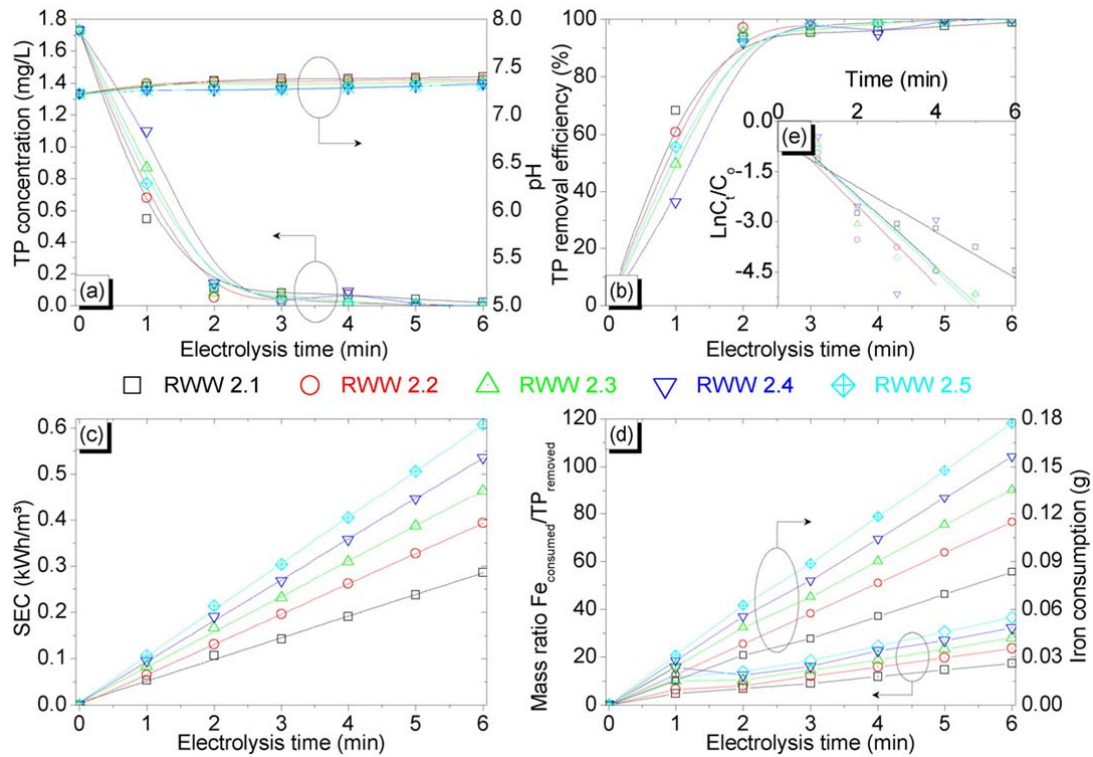 1.8
1.6
1.4
1.2
1.0
0.8
0.6
0.4
0.2
0.0
TP concentration (mg/L)
8.0
7.5
7.0
6.5
6.0
5.5
5.0
pH
(a)
0 1 2 3 4 5 6
Electrolysis time (min)
100
80
60
40
20
0
TP removal efficiency (%)
(b)
0 1 2 3 4 5 6
Electrolysis time (min)
Time (min)
0 2 4 6
0.0
-1.5
-3.0
-4.5
LnCt/Co
(e)
RWW 2.1 RWW 2.2 RWW 2.3 RWW 2.4 RWW 2.5
0.6
0.5
0.4
0.3
0.2
0.1
0.0
SEC (kWh/m³)
(c)
0 1 2 3 4 5 6
Electrolysis time (min)
120
100
80
60
40
20
0
Mass ratio Feconsumed/TPremoved
0.18
0.15
0.12
0.09
0.06
0.03
0.00
Iron consumption (g)
(d)
0 1 2 3 4 5 6
Electrolysis time (min)